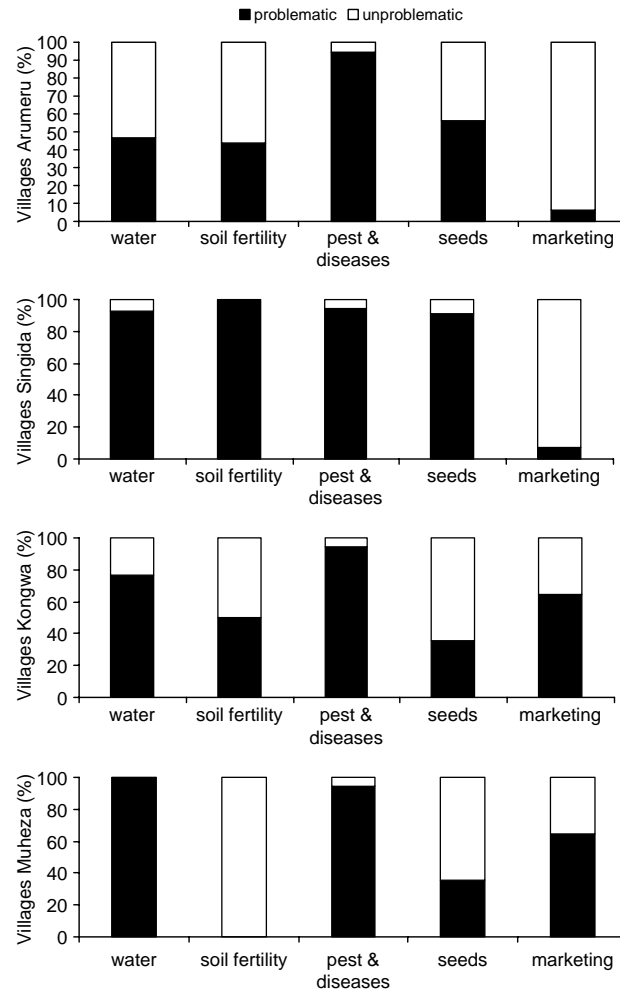 problematic unproblematic
Villages Arumeru (%)
100
90
80
70
60
50
40
30
20
10
0
water soil fertility pest & seeds marketing
diseases
Villages Singida (%)
100
80
60
40
20
0
water soil fertility pest & seeds marketing
diseases
Villages Kongwa (%)
100
80
60
40
20
0
water soil fertility pest & seeds marketing
diseases
Villages Muheza (%)
100
80
60
40
20
0
water soil fertility pest & seeds marketing
diseases